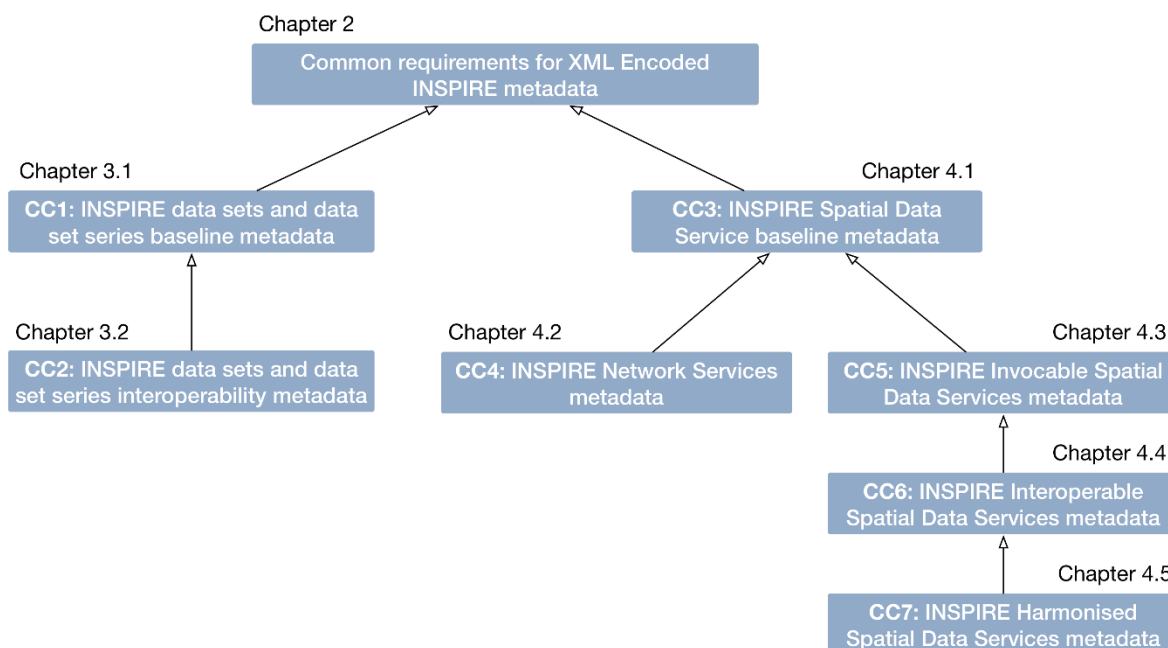 Chapter 2
Common requirements for XML Encoded
INSPIRE metadata
Chapter 3.1
CC1: INSPIRE data sets and data
set series baseline metadata
Chapter 4.1
CC3: INSPIRE Spatial Data
Service baseline metadata
Chapter 3.2
CC2: INSPIRE data sets and data
set series interoperability metadata
Chapter 4.2
CC4: INSPIRE Network Services
metadata
Chapter 4.3
CC5: INSPIRE Invocable Spatial
Data Services metadata
Chapter 4.4
CC6: INSPIRE Interoperable
Spatial Data Services metadata
Chapter 4.5
CC7: INSPIRE Harmonised
Spatial Data Services metadata